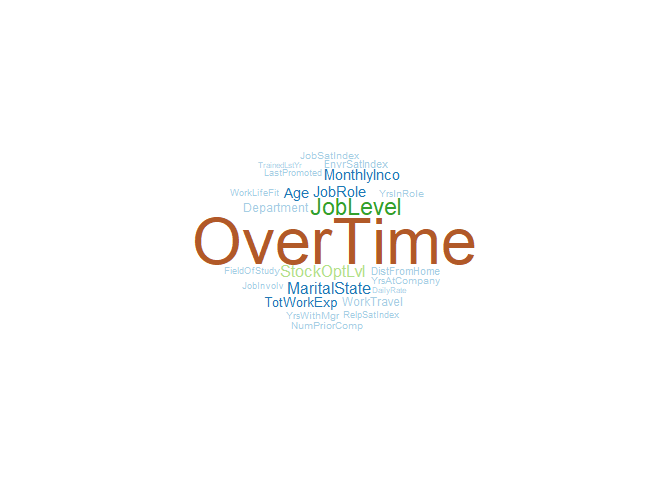 JobSatIndex
TrainedLstYr EnvrSatIndex
LastPromoted MonthlyInco
WorkLifeFit Age JobRole YrsInRole
Department JobLevel
OverTime
FieldOfStudy StockOptLvl DistFromHome
JobInvolv MaritalState YrsAtCompany
DailyRate
TotWorkExp WorkTravel
YrsWithMgr RelpSatIndex
NumPriorComp